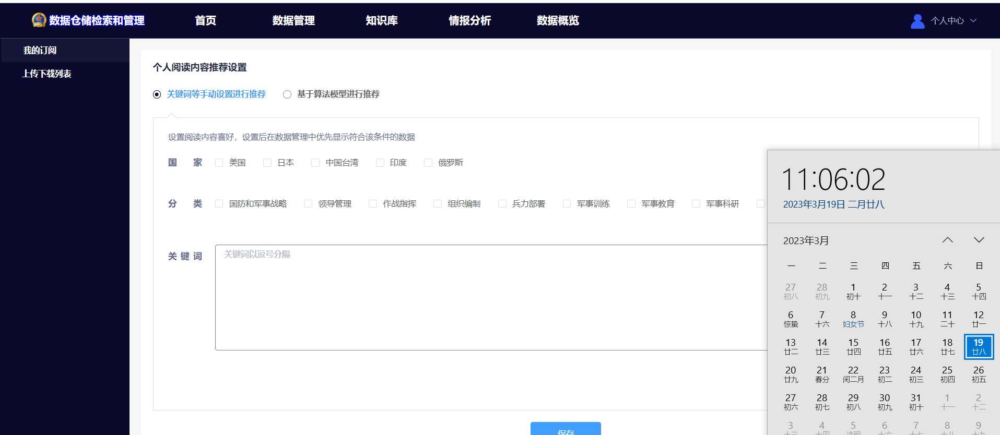 数据仓储检索和管理 首页 数据管理 知识库 情报分析 数据概览 个人中心
我的订阅
上传下载列表
个人阅读内容推荐设置
关键词等手动设置进行推荐 基于算法模型进行推荐
设置阅读内容喜好，设置后在数据管理中优先显示符合该条件的数据
国 家 美国 日本 中国台湾 印度 俄罗斯
分 类 国防和军事战略 领导管理 作战指挥 组织编制 兵力部署 军事训练 军事教育 军事科研
关 键 词 关键词以逗号分隔
保存
11:06:02
2023年3月19日 二月廿八
2023年3月
一 二 三 四 五 六 日
27 28 1 2 3 4 5
初八 初九 初十 十一 十二 十三 十四
6 7 8 9 10 11 12
惊蛰 十六 妇女节 十八 十九 二十 廿一
13 14 15 16 17 18 19
廿二 廿三 廿四 廿五 廿六 廿七 廿八
20 21 22 23 24 25 26
廿九 春分 闰二月 初二 初三 初四 初五
27 28 29 30 31 1 2
初六 初七 初八 初九 初十 十一 十二
3 4 5 6 7 8 9